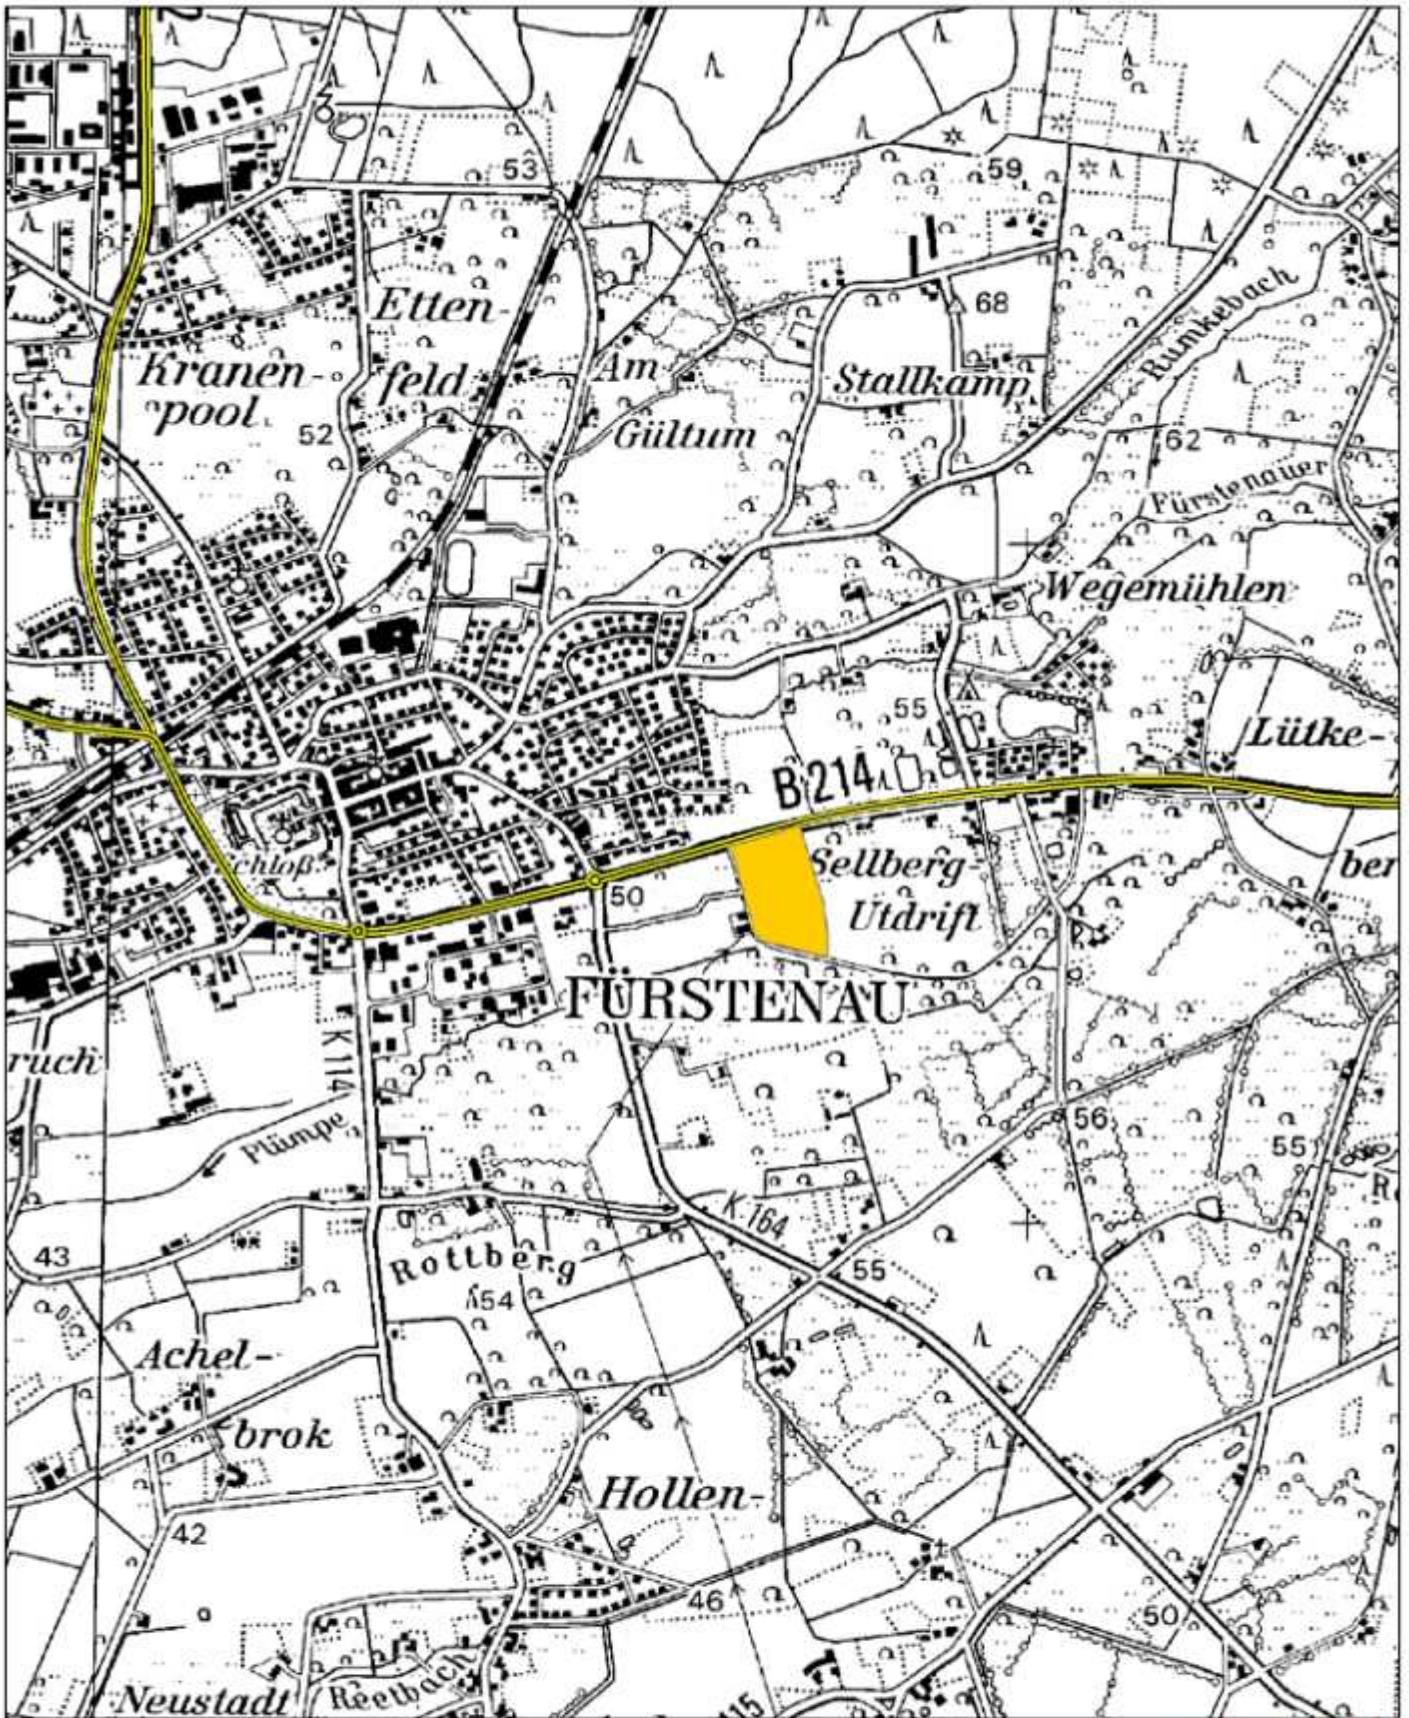 53
59
Etten-
68
Rumkebach
Kranen-
feld
Am
Stallkamp
pool
52
Gültum
62
Fürstenauer
Wegemühlen
55
Lütke-
B 214
chloß
50
Sellberg-
Utdrift
ber
FÜRSTENAU
ruch
K 114
Plümpe
56
55
43
K 164
Rottberg
55
54
Achel-
brok
Hollen-
42
46
50
Neustadt
Reetbach